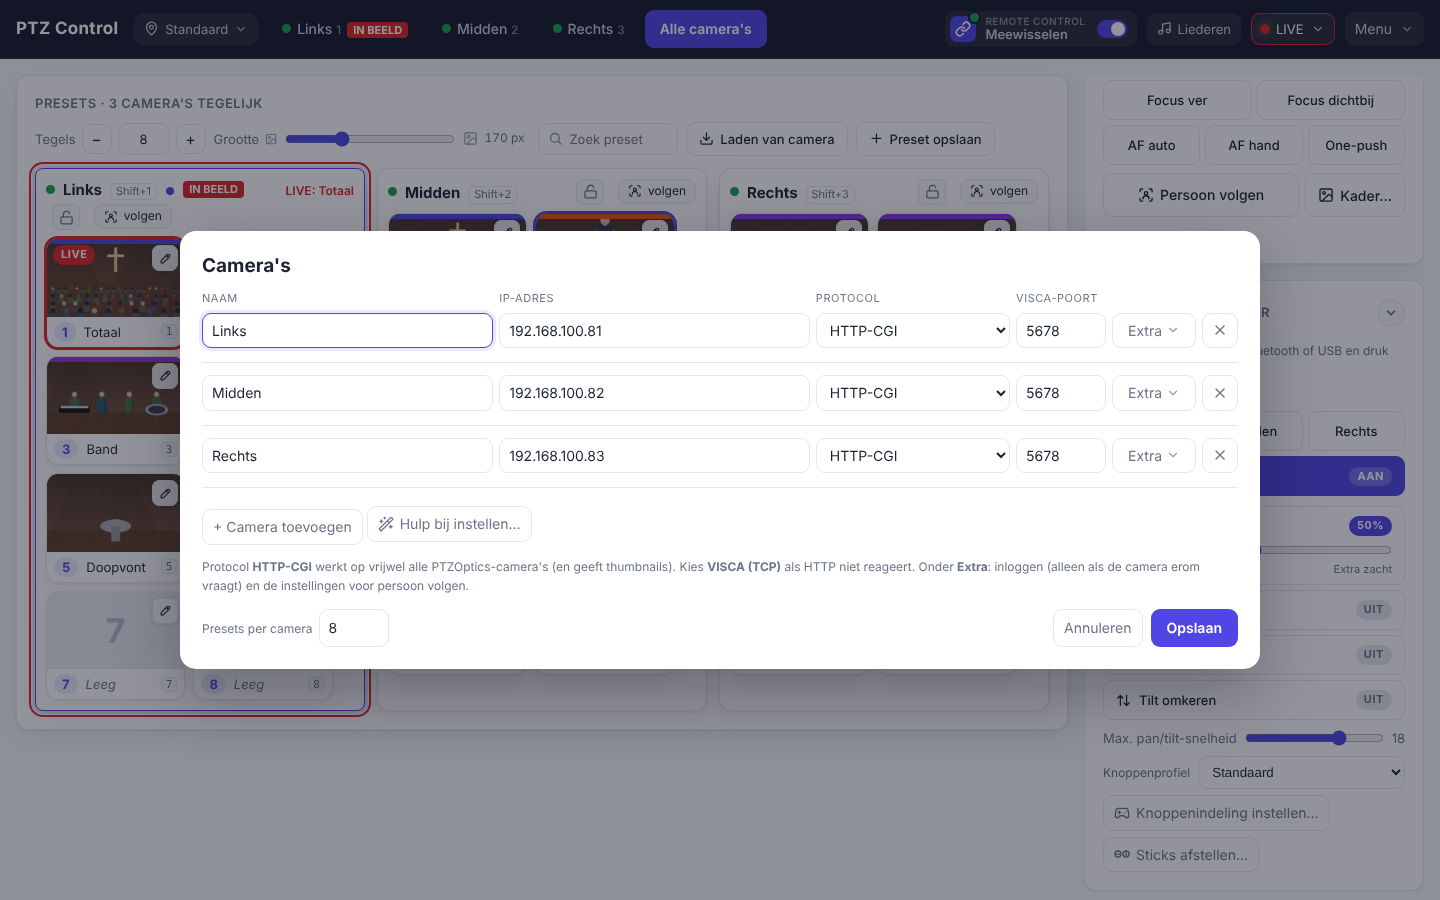 PTZ Control
Standaard
Links 1 IN BEELD
Midden 2
Rechts 3
Alle camera's
REMOTE CONTROL
Meewisselen
Liederen
LIVE
Menu
PRESETS · 3 CAMERA'S TEGELIJK
Tegels − 8 + Grootte 170 px Zoek preset Laden van camera + Preset opslaan
Links Shift+1 IN BEELD LIVE: Totaal
volgen
Midden Shift+2 volgen
Rechts Shift+3 volgen
LIVE
1 Totaal 1
3 Band 3
5 Doopvont 5
7
7 Leeg 7
8 Leeg 8
Camera's
NAAM IP-ADRES PROTOCOL VISCA-POORT
Links 192.168.100.81 HTTP-CGI 5678 Extra
Midden 192.168.100.82 HTTP-CGI 5678 Extra
Rechts 192.168.100.83 HTTP-CGI 5678 Extra
+ Camera toevoegen Hulp bij instellen...
Protocol HTTP-CGI werkt op vrijwel alle PTZOptics-camera's (en geeft thumbnails). Kies VISCA (TCP) als HTTP niet reageert. Onder Extra: inloggen (alleen als de camera erom
vraagt) en de instellingen voor persoon volgen.
Presets per camera 8 Annuleren Opslaan
Focus ver Focus dichtbij
AF auto AF hand One-push
Persoon volgen Kader...
R
etooth of USB en druk
Rechts
AAN
50%
Extra zacht
UIT
UIT
Tilt omkeren UIT
Max. pan/tilt-snelheid 18
Knoppenprofiel Standaard
Knoppenindeling instellen...
Sticks afstellen...